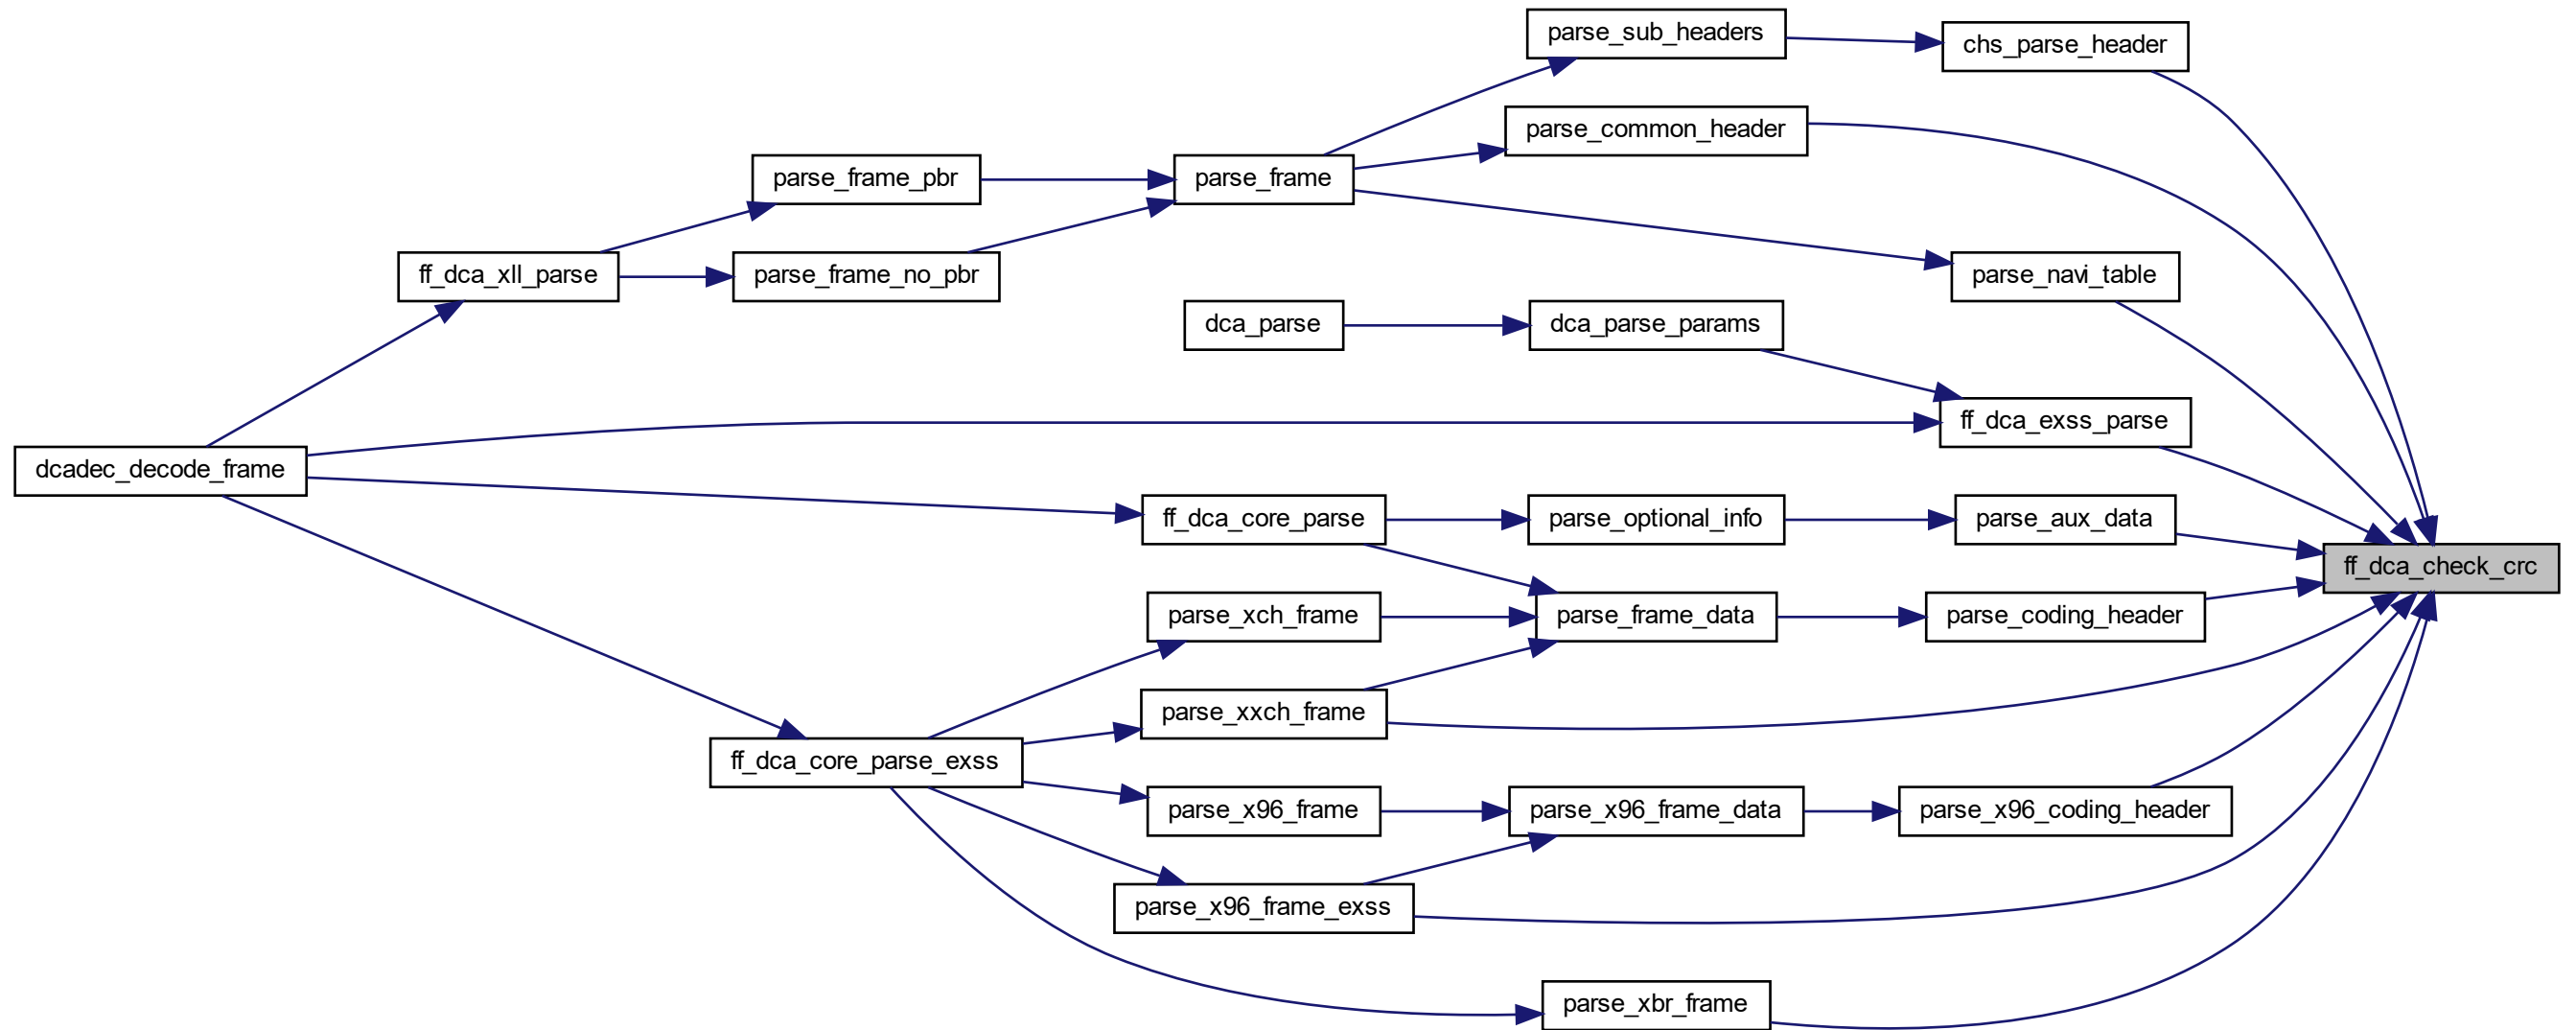 parse_sub_headers
chs_parse_header
parse_common_header
parse_frame_pbr
parse_frame
ff_dca_xll_parse
parse_frame_no_pbr
parse_navi_table
dca_parse
dca_parse_params
ff_dca_exss_parse
dcadec_decode_frame
ff_dca_core_parse
parse_optional_info
parse_aux_data
ff_dca_check_crc
parse_xch_frame
parse_frame_data
parse_coding_header
parse_xxch_frame
ff_dca_core_parse_exss
parse_x96_frame
parse_x96_frame_data
parse_x96_coding_header
parse_x96_frame_exss
parse_xbr_frame